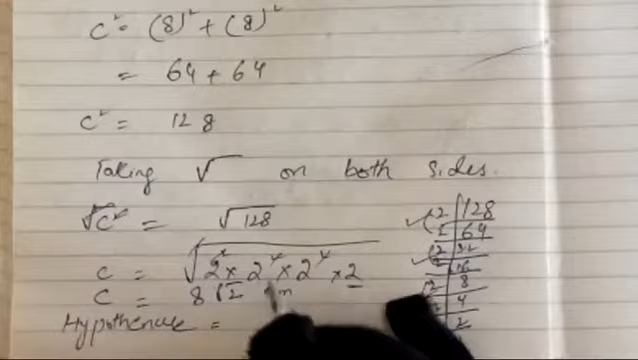 c² = (8)² + (8)²
= 64 + 64
c² = 128
Taking √ on both sides.
√c² = √128
c = √2² × 2² × 2² × 2
c = 8√2 m
Hypothenuse =
2 | 128
2 | 64
2 | 32
2 | 16
2 | 8
2 | 4
2